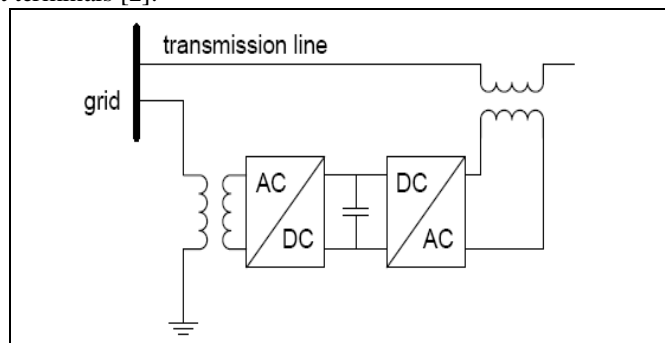 t terminals [2].
transmission line
grid
AC
DC
DC
AC